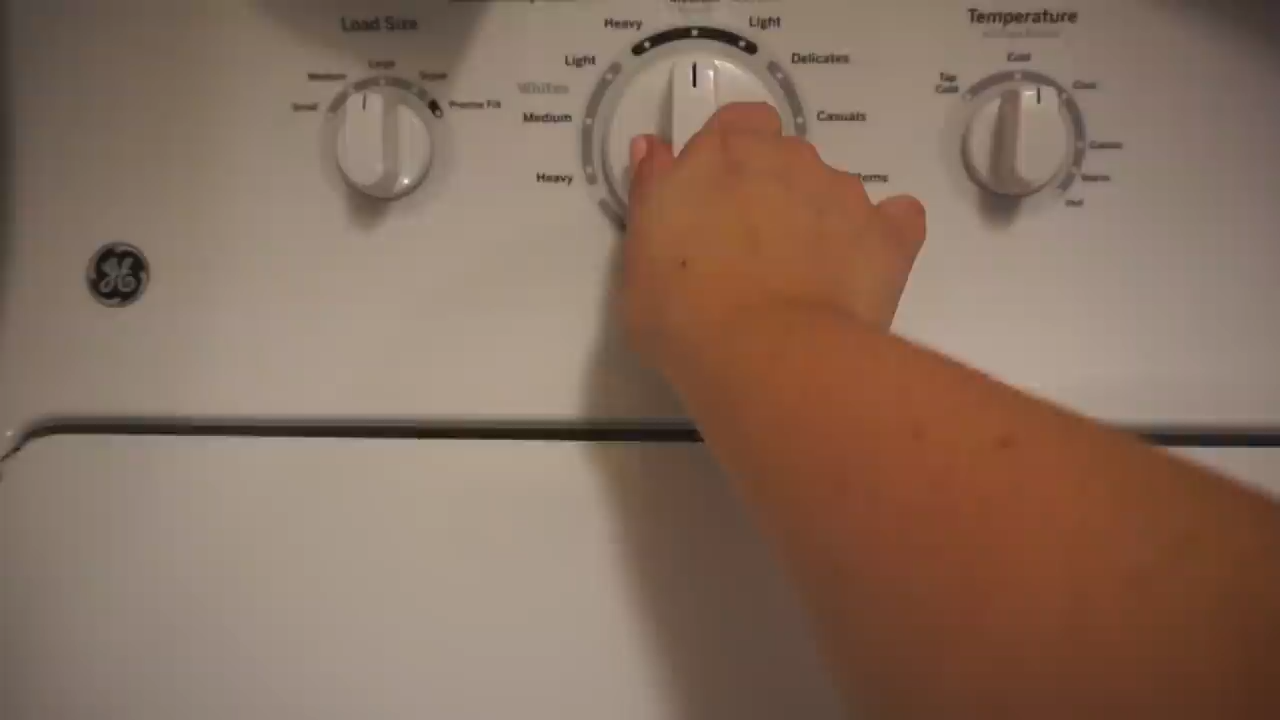 Load Size
Large
Medium
Super
Small
Precise Fill
Heavy
Light
Light
Whites
Medium
Heavy
Delicates
Casuals
Temperature
Cold
Tap
Cold
Cool
Warm
Hot
GE